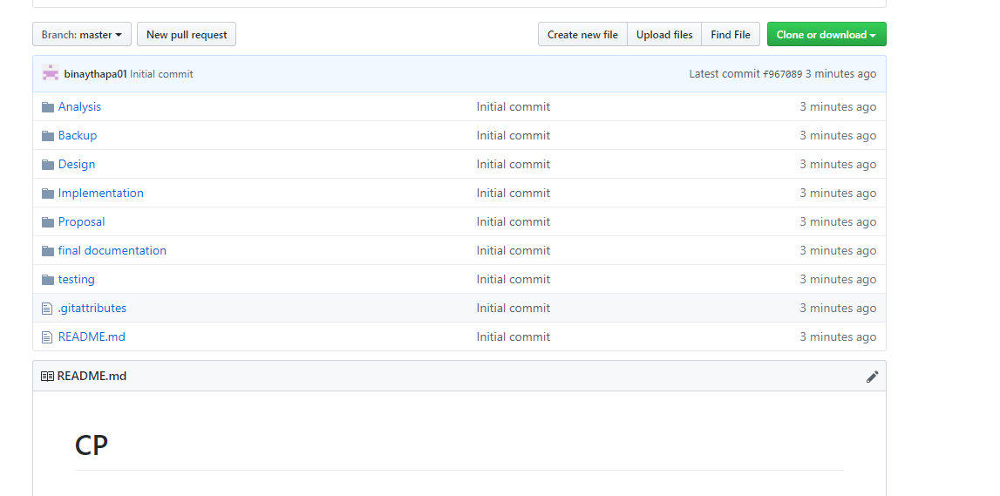 Branch: master New pull request Create new file Upload files Find File Clone or download
binaythapa01 Initial commit Latest commit f967089 3 minutes ago
Analysis Initial commit 3 minutes ago
Backup Initial commit 3 minutes ago
Design Initial commit 3 minutes ago
Implementation Initial commit 3 minutes ago
Proposal Initial commit 3 minutes ago
final documentation Initial commit 3 minutes ago
testing Initial commit 3 minutes ago
.gitattributes Initial commit 3 minutes ago
README.md Initial commit 3 minutes ago
README.md
CP